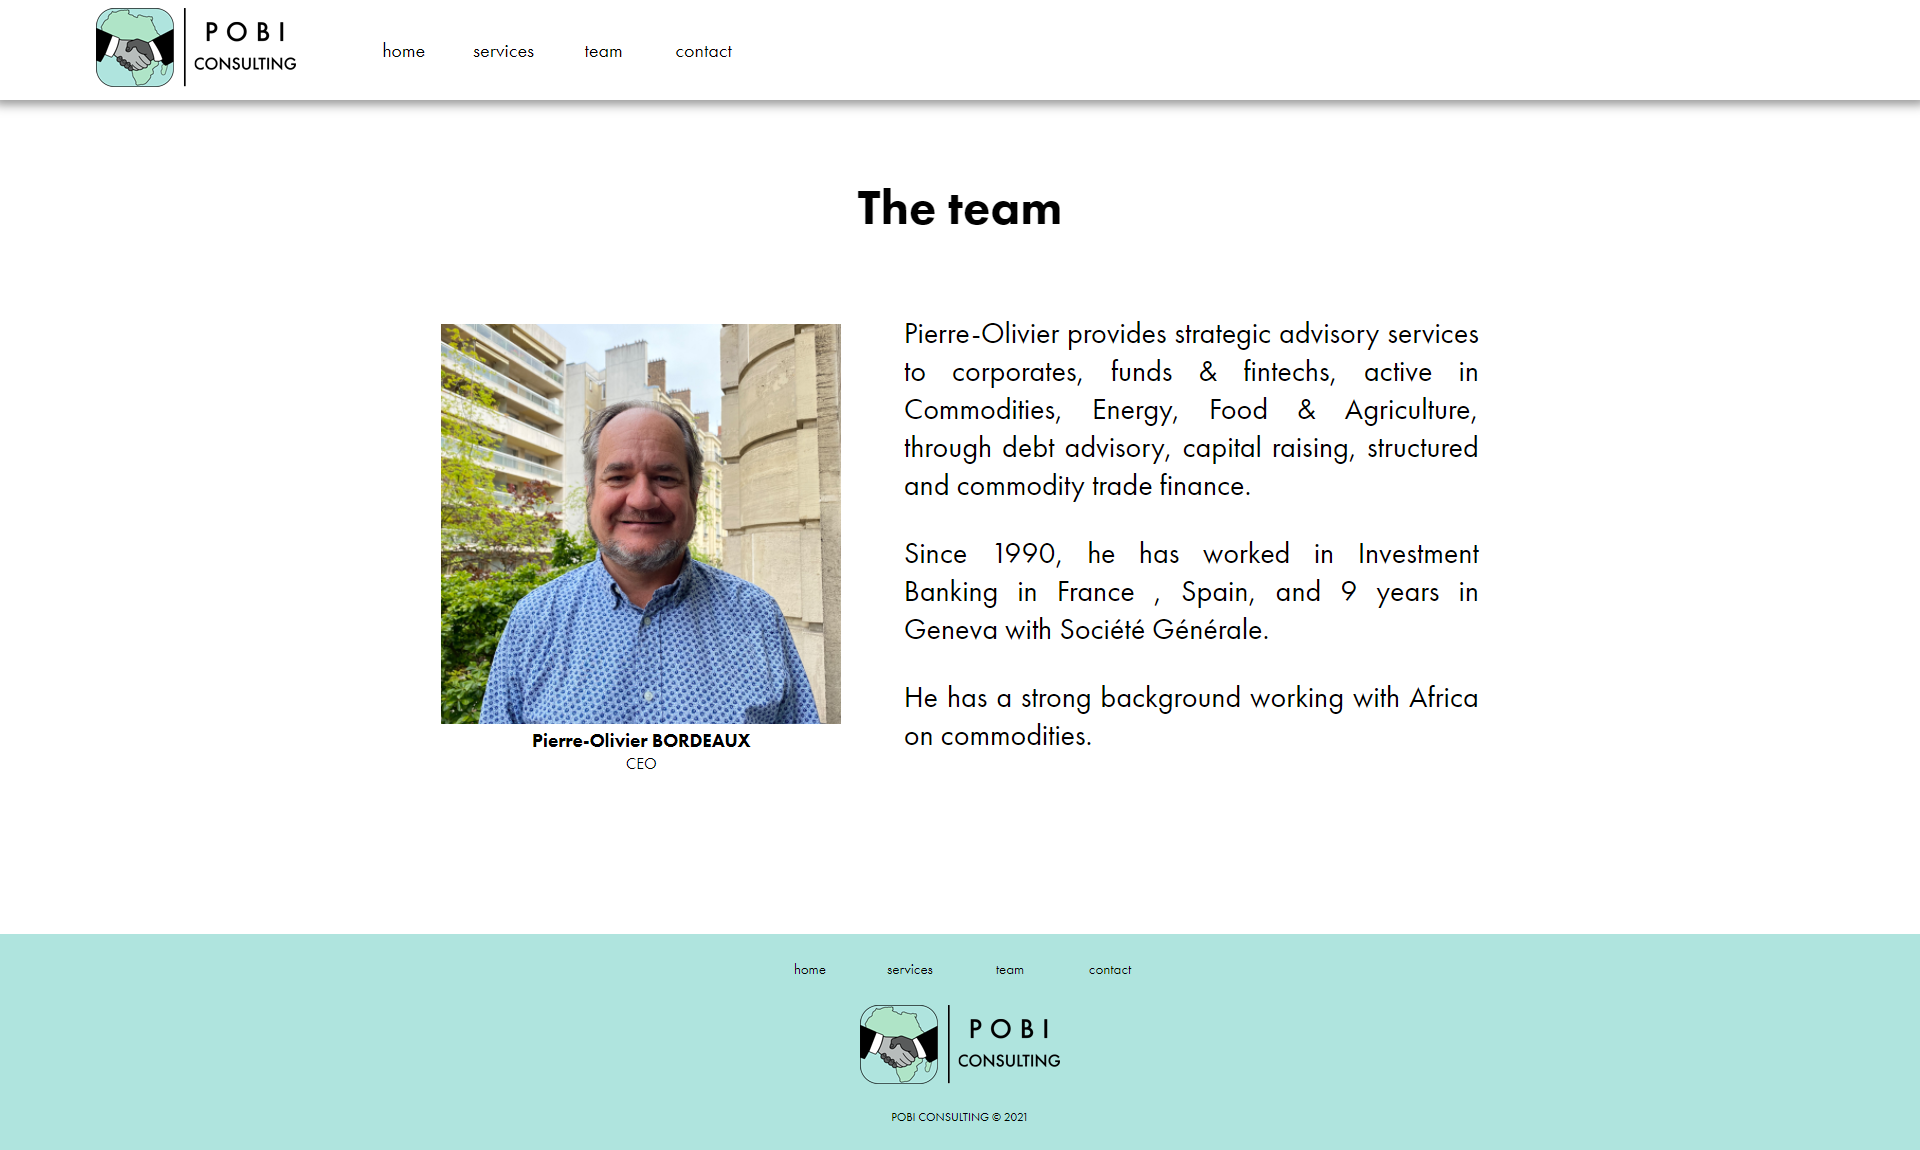 POBI
CONSULTING
home services team contact
The team
Pierre-Olivier provides strategic advisory services
to corporates, funds & fintechs, active in
Commodities, Energy, Food & Agriculture,
through debt advisory, capital raising, structured
and commodity trade finance.
Since 1990, he has worked in Investment
Banking in France , Spain, and 9 years in
Geneva with Société Générale.
He has a strong background working with Africa
on commodities.
Pierre-Olivier BORDEAUX
CEO
home services team contact
POBI
CONSULTING
POBI CONSULTING © 2021